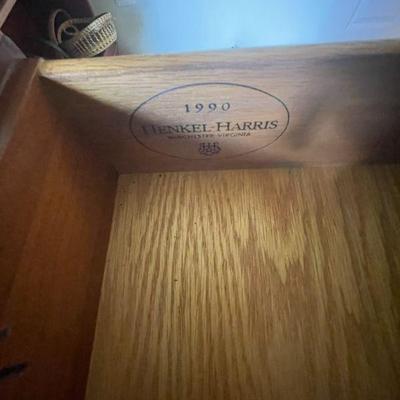 1990
HENKEL-HARRIS
WINCHESTER, VIRGINIA